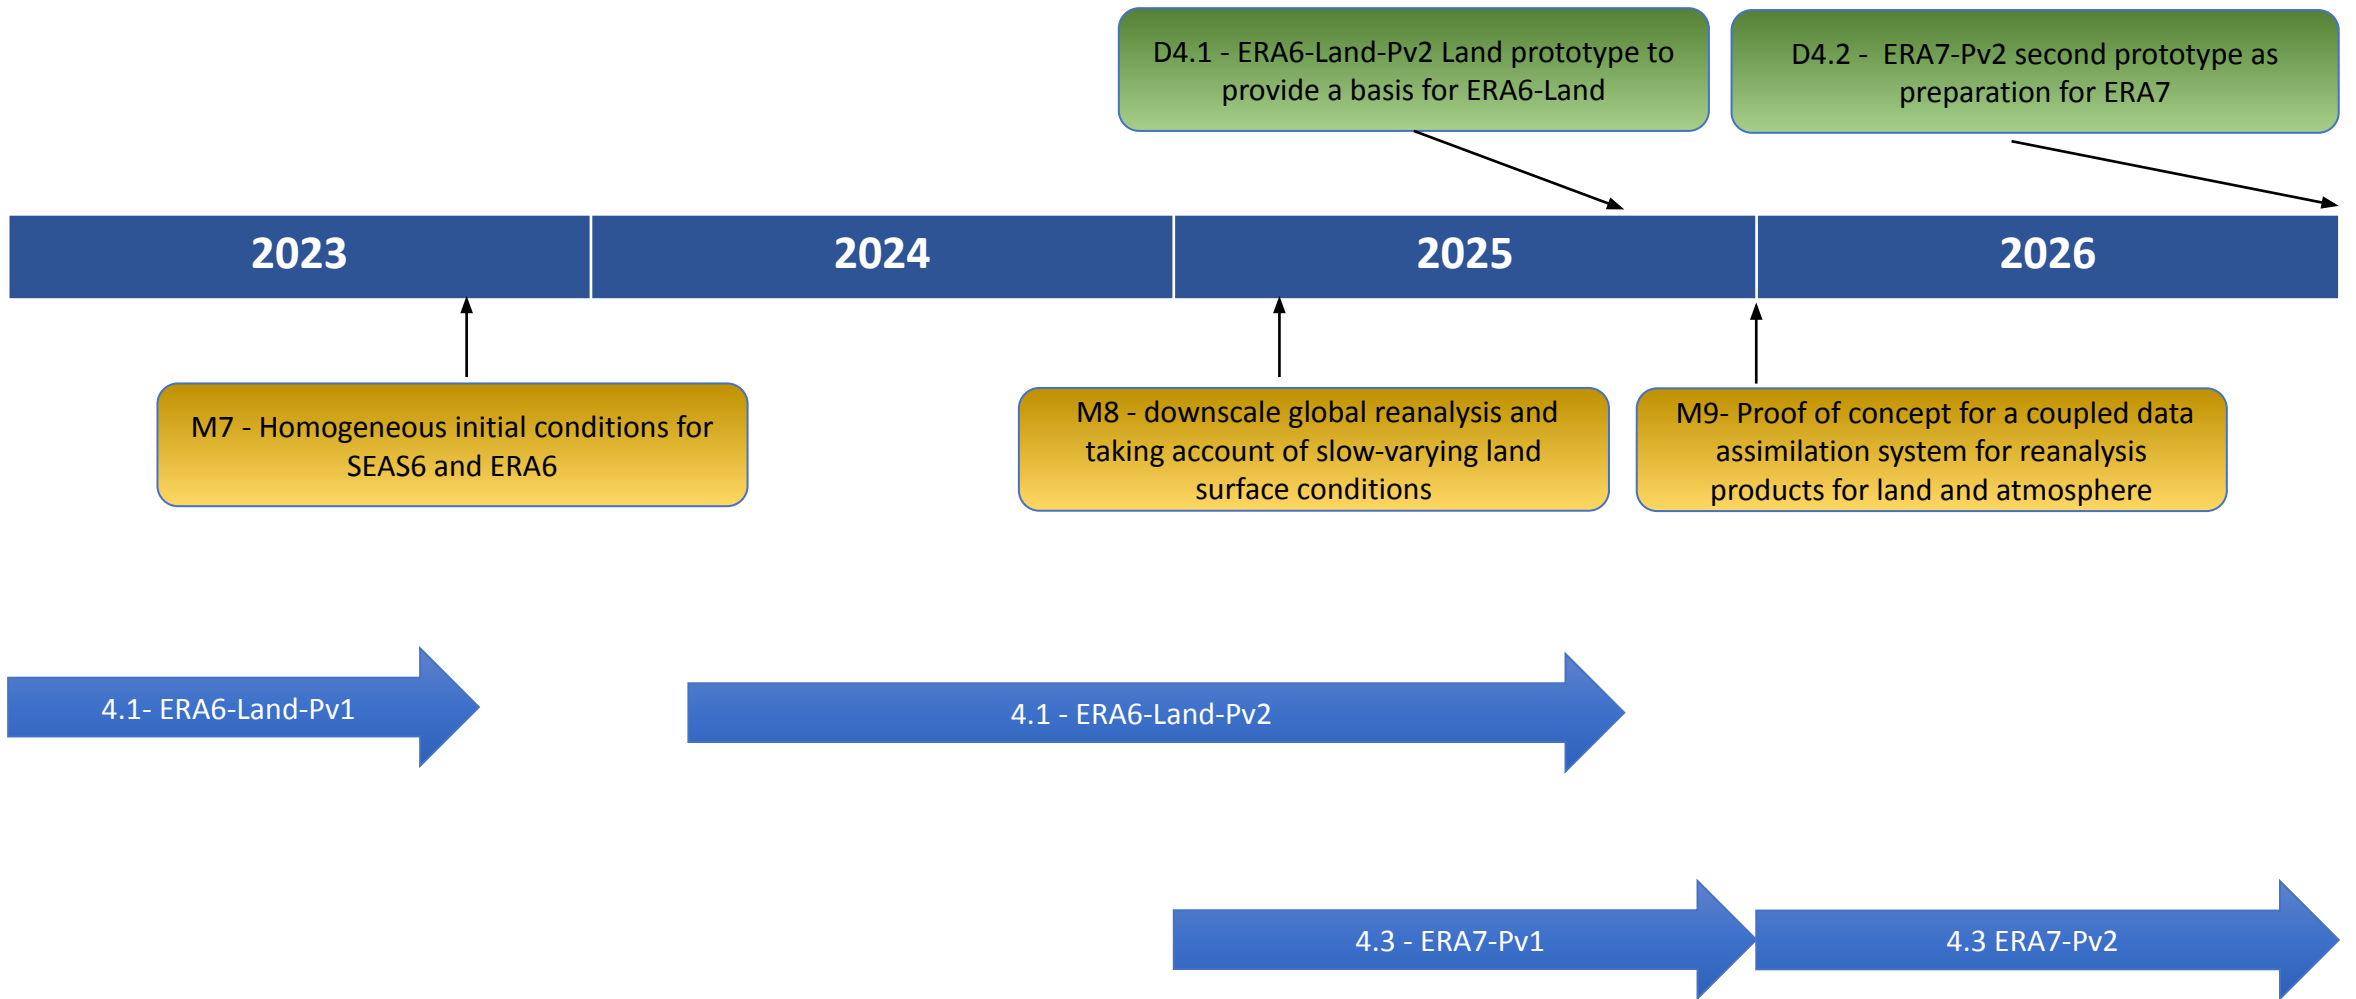 D4.1 - ERA6-Land-Pv2 Land prototype to
provide a basis for ERA6-Land
D4.2 -  ERA7-Pv2 second prototype as
preparation for ERA7
2023
2024
2025
2026
M7 - Homogeneous initial conditions for
SEAS6 and ERA6
M8 - downscale global reanalysis and
taking account of slow-varying land
surface conditions
M9- Proof of concept for a coupled data
assimilation system for reanalysis
products for land and atmosphere
4.1- ERA6-Land-Pv1
4.1 - ERA6-Land-Pv2
4.3 - ERA7-Pv1
4.3 ERA7-Pv2